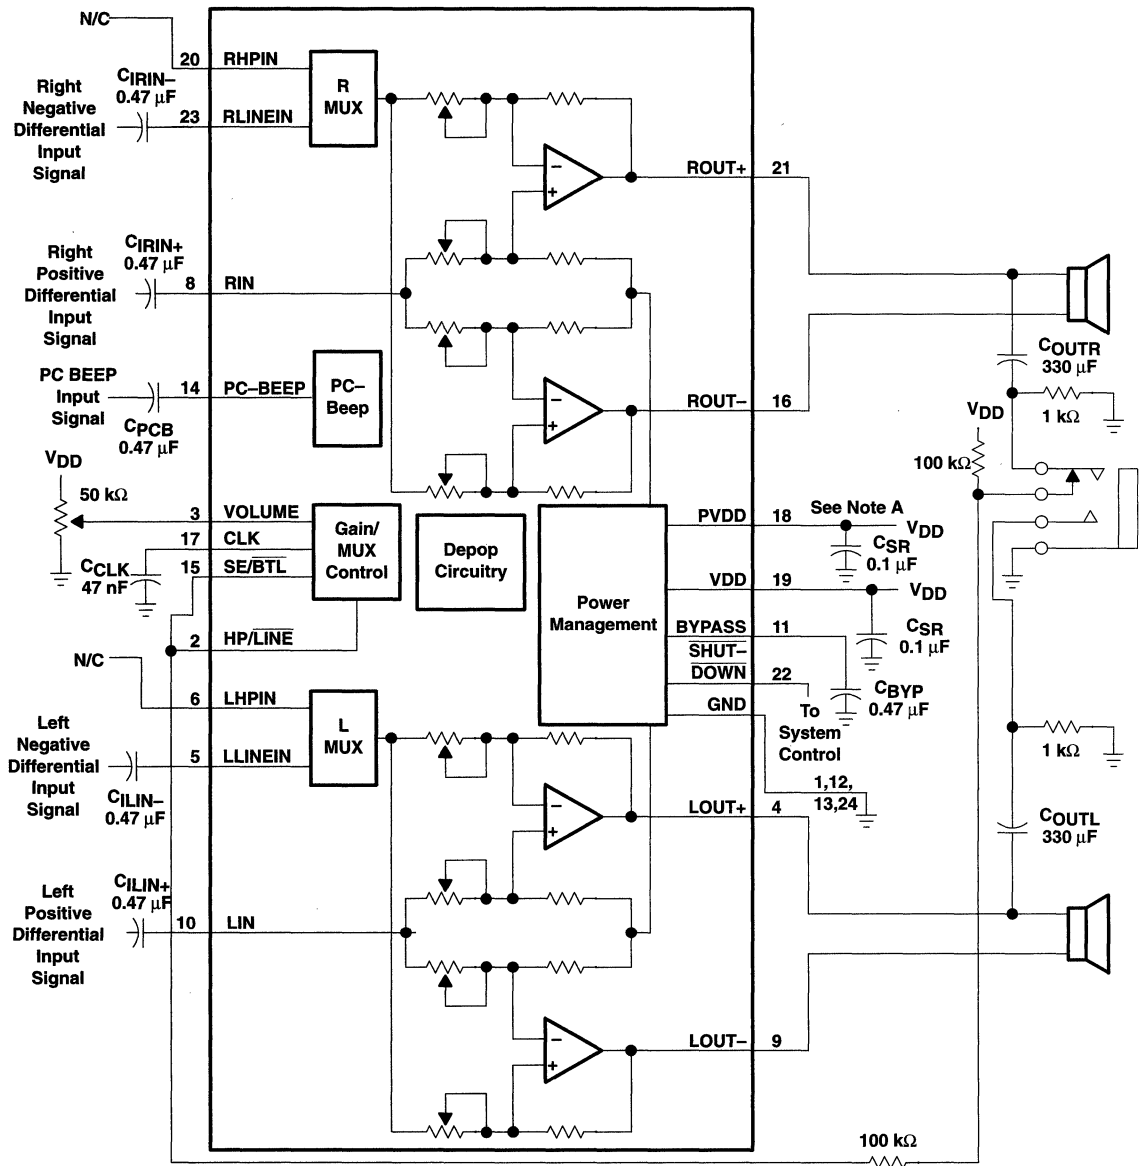 N/C
20 RHPIN
Right
Negative
Differential
Input
Signal
CIRIN–
0.47 μF
23 RLINEIN
R
MUX
–
+
ROUT+ 21
Right
Positive
Differential
Input
Signal
CIRIN+
0.47 μF
8 RIN
PC BEEP
Input
Signal
14 PC–BEEP
CPCB
0.47 μF
PC–
Beep
–
+
ROUT– 16
COUTR
330 μF
1 kΩ
VDD
100 kΩ
VDD
50 kΩ
3 VOLUME
17 CLK
15 SE/BTL
CCLK
47 nF
2 HP/LINE
Gain/
MUX
Control
Depop
Circuitry
Power
Management
PVDD 18
See Note A
VDD
CSR
0.1 μF
VDD 19
VDD
CSR
0.1 μF
BYPASS 11
SHUT–
DOWN 22
CBYP
0.47 μF
To
System
Control
GND
1,12,
13,24
N/C
6 LHPIN
Left
Negative
Differential
Input
Signal
5 LLINEIN
CILIN–
0.47 μF
L
MUX
–
+
LOUT+ 4
1 kΩ
COUTL
330 μF
Left
Positive
Differential
Input
Signal
CILIN+
0.47 μF
10 LIN
–
+
LOUT– 9
100 kΩ